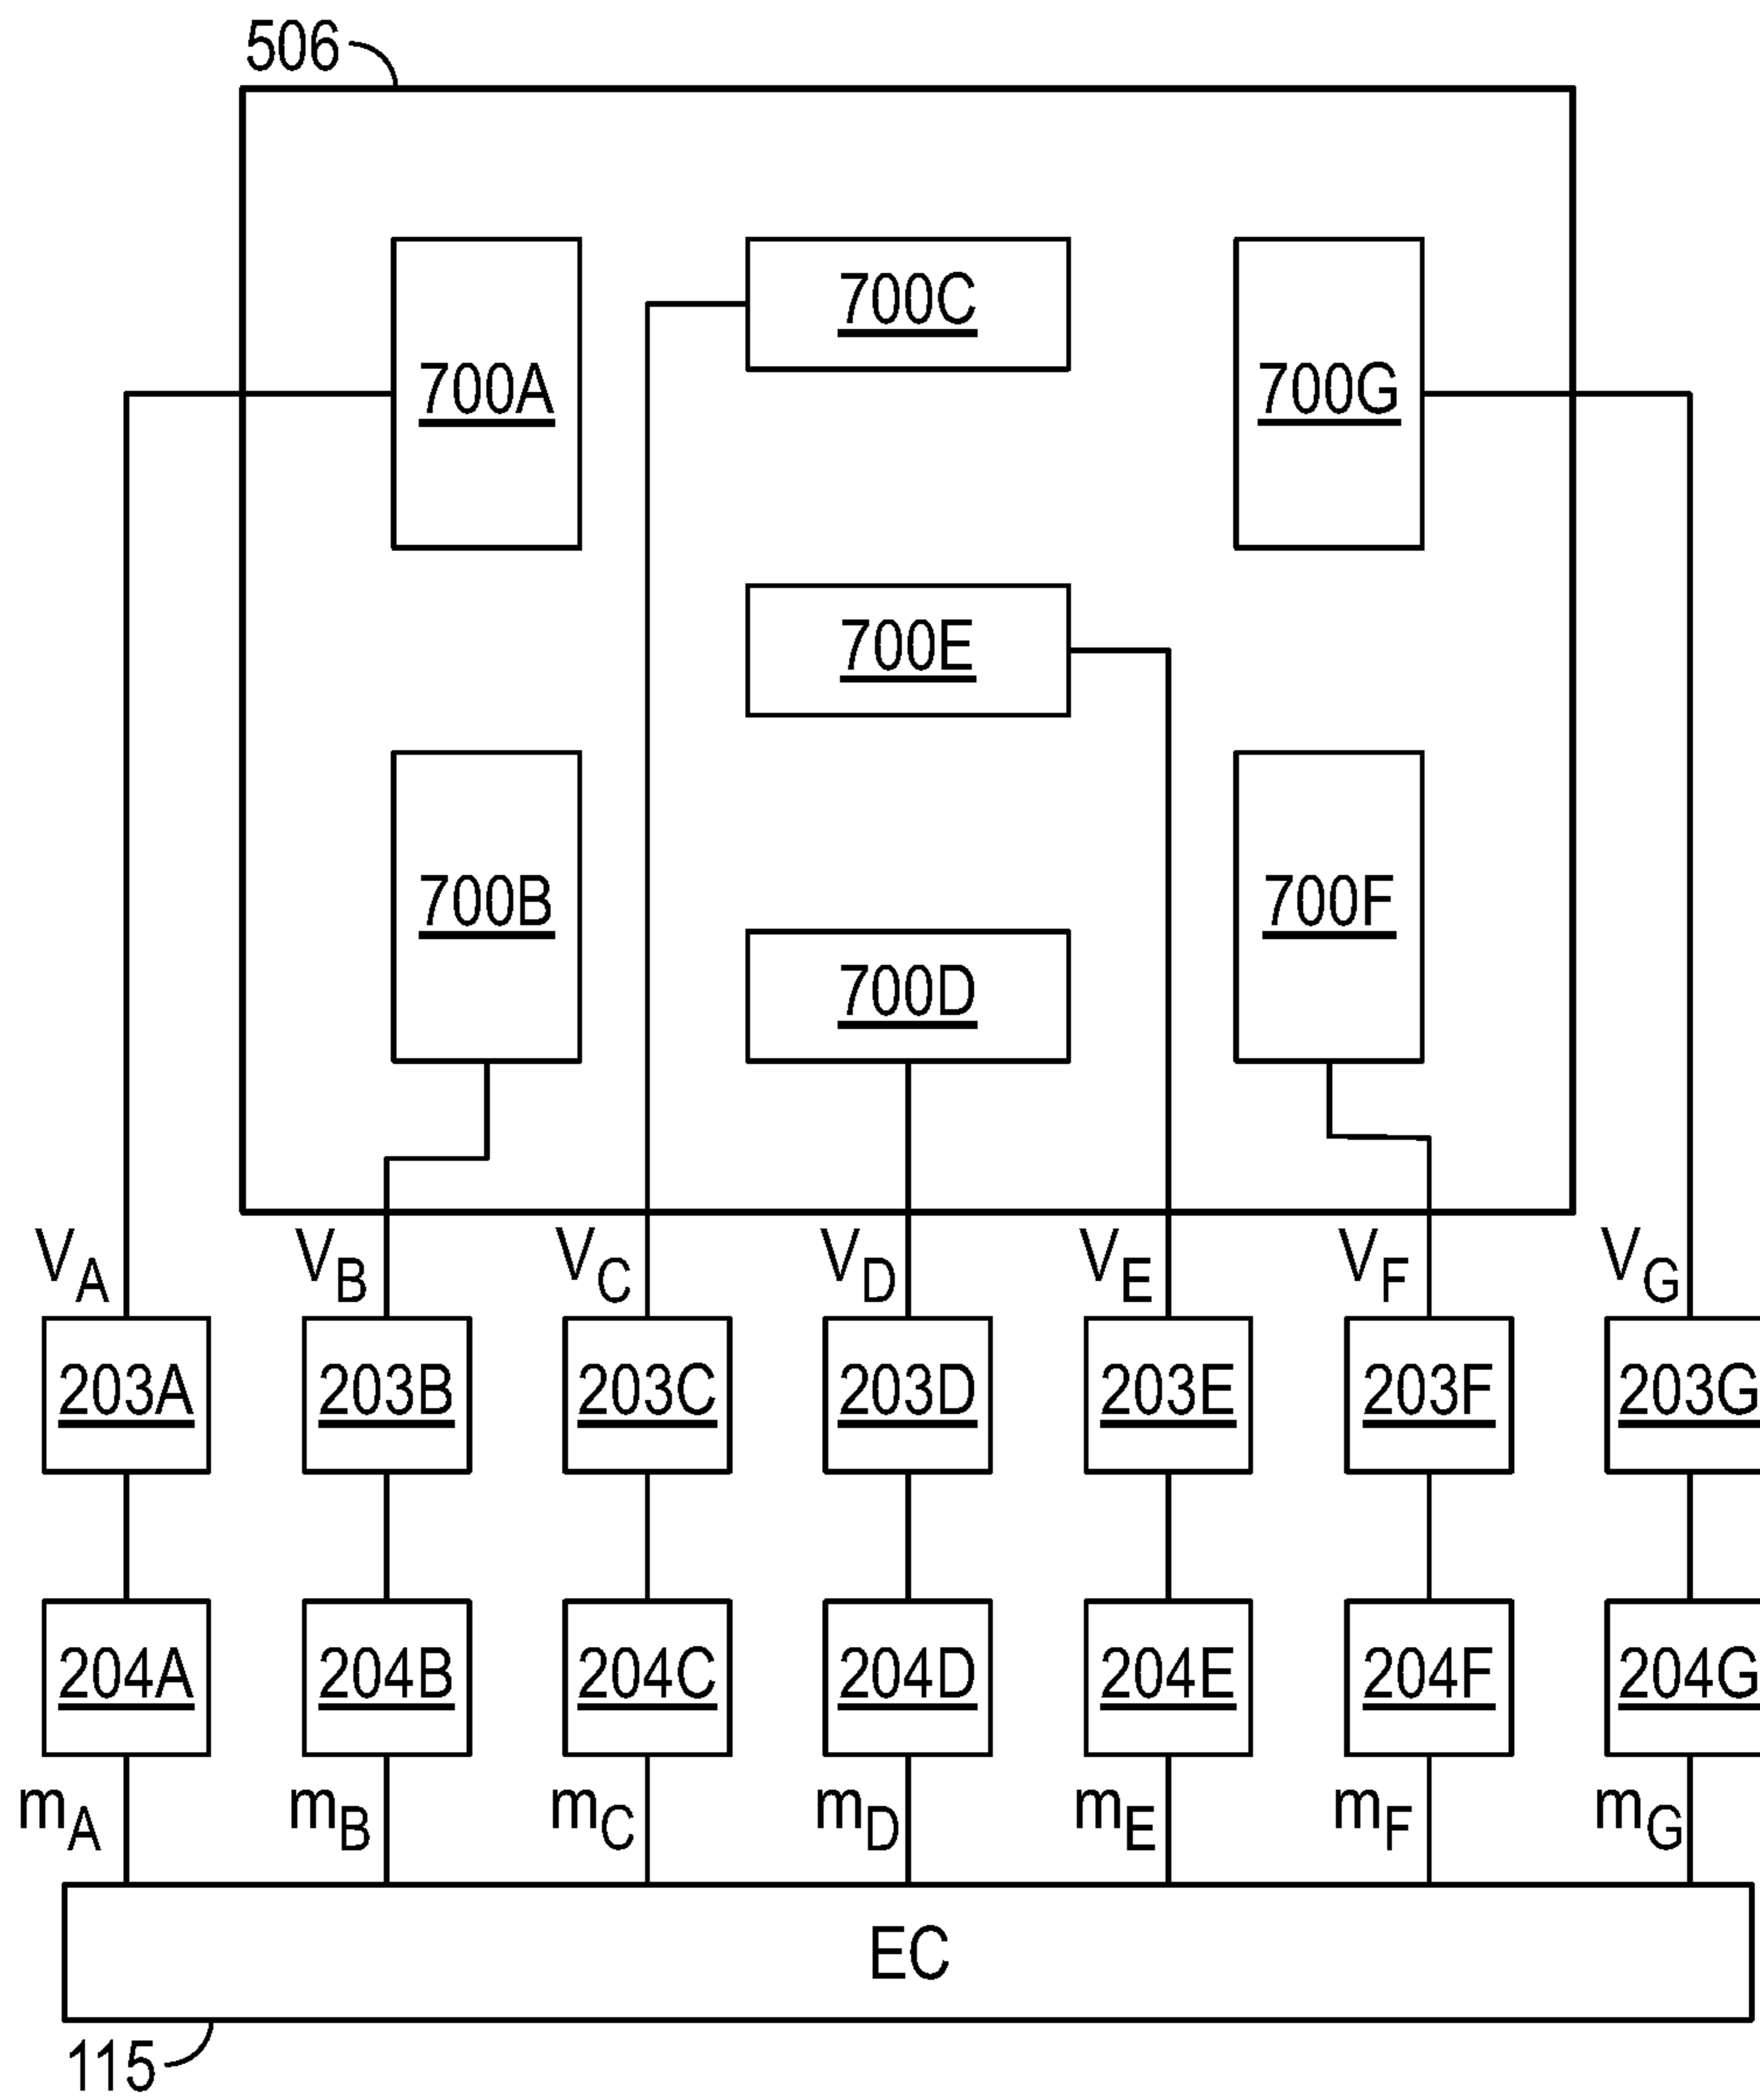 506
700C
700A
700G
700E
700B
700F
700D
VA
VB
VC
VD
VE
VF
VG
203A
203B
203C
203D
203E
203F
203G
204A
204B
204C
204D
204E
204F
204G
mA
mB
mC
mD
mE
mF
mG
EC
115